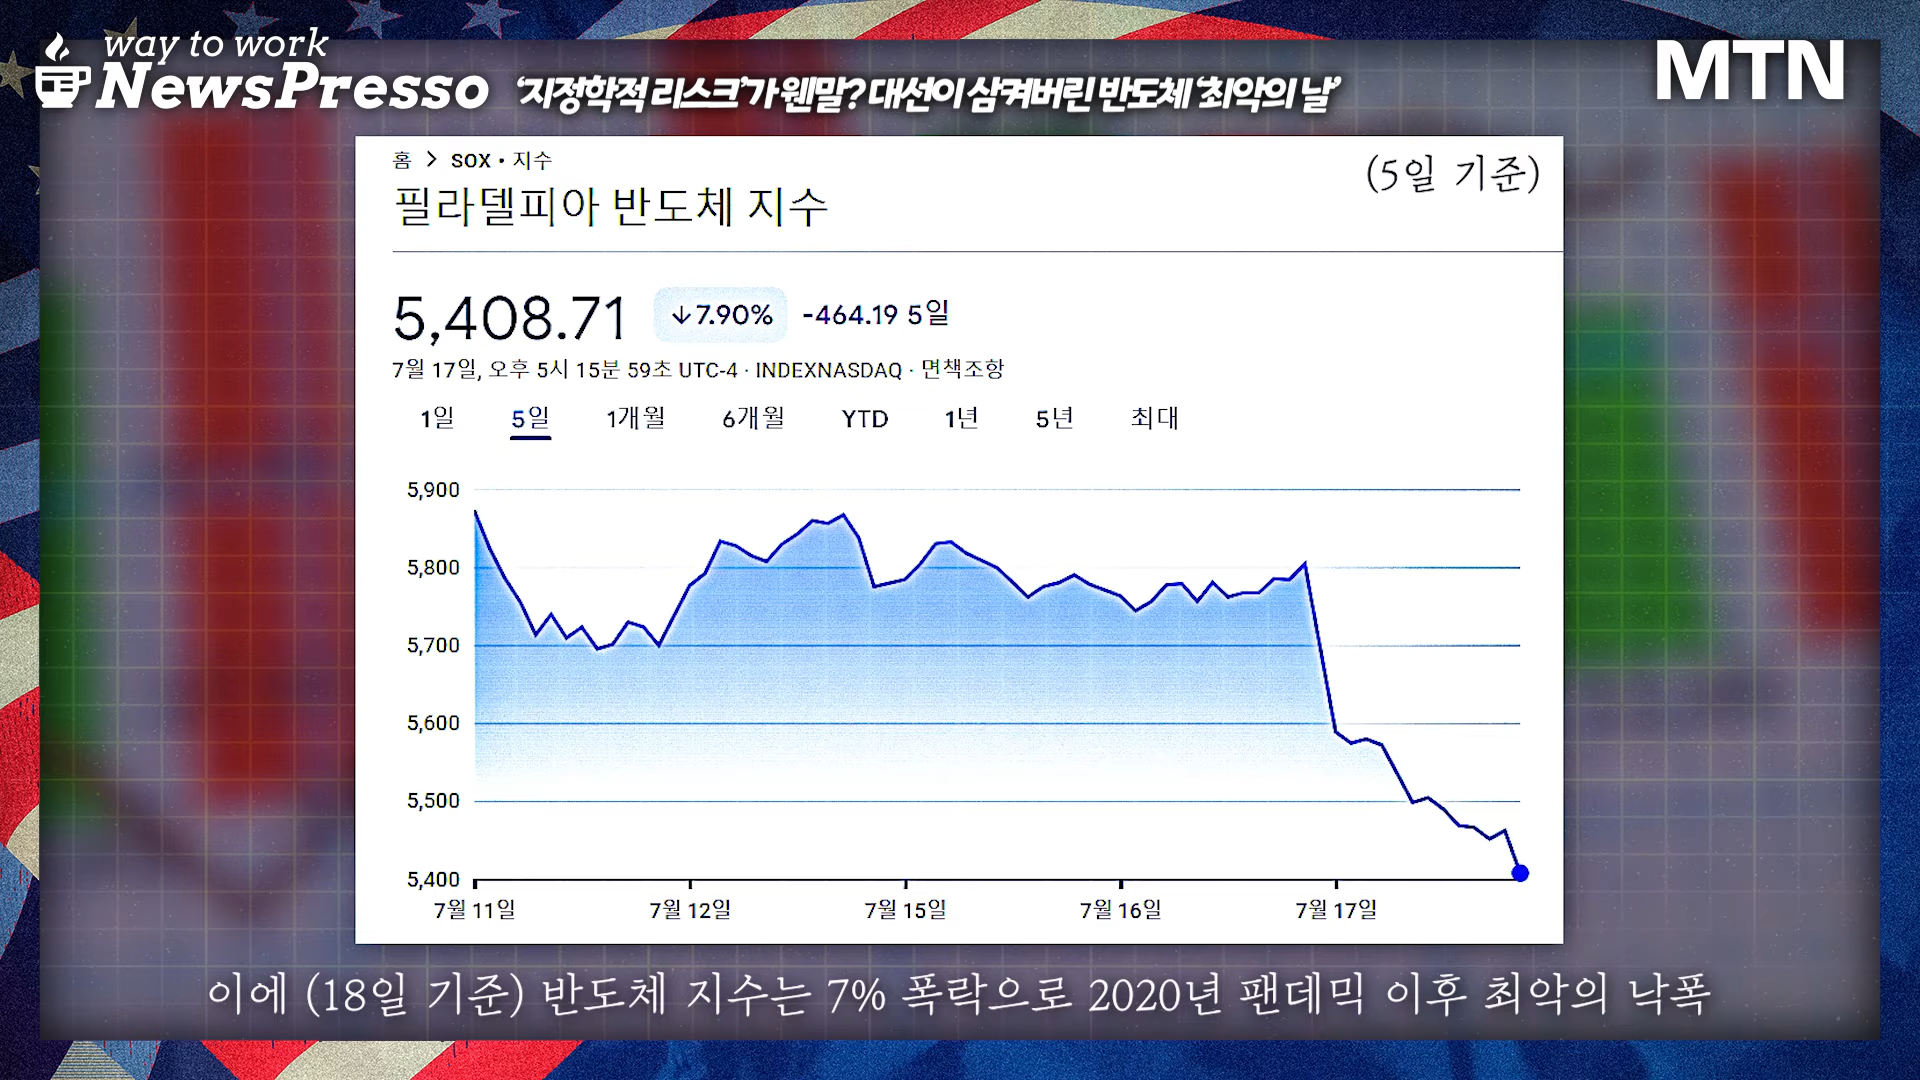 way to work
NewsPresso
‘지정학적 리스크’가 웬말? 대선이 삼켜버린 반도체 ‘최악의 날’
MTN
홈 > SOX • 지수
(5일 기준)
필라델피아 반도체 지수
5,408.71 ↓7.90% -464.19 5일
7월 17일, 오후 5시 15분 59초 UTC-4 · INDEXNASDAQ · 면책조항
1일 5일 1개월 6개월 YTD 1년 5년 최대
5,900
5,800
5,700
5,600
5,500
5,400
7월 11일 7월 12일 7월 15일 7월 16일 7월 17일
이에 (18일 기준) 반도체 지수는 7% 폭락으로 2020년 팬데믹 이후 최악의 낙폭